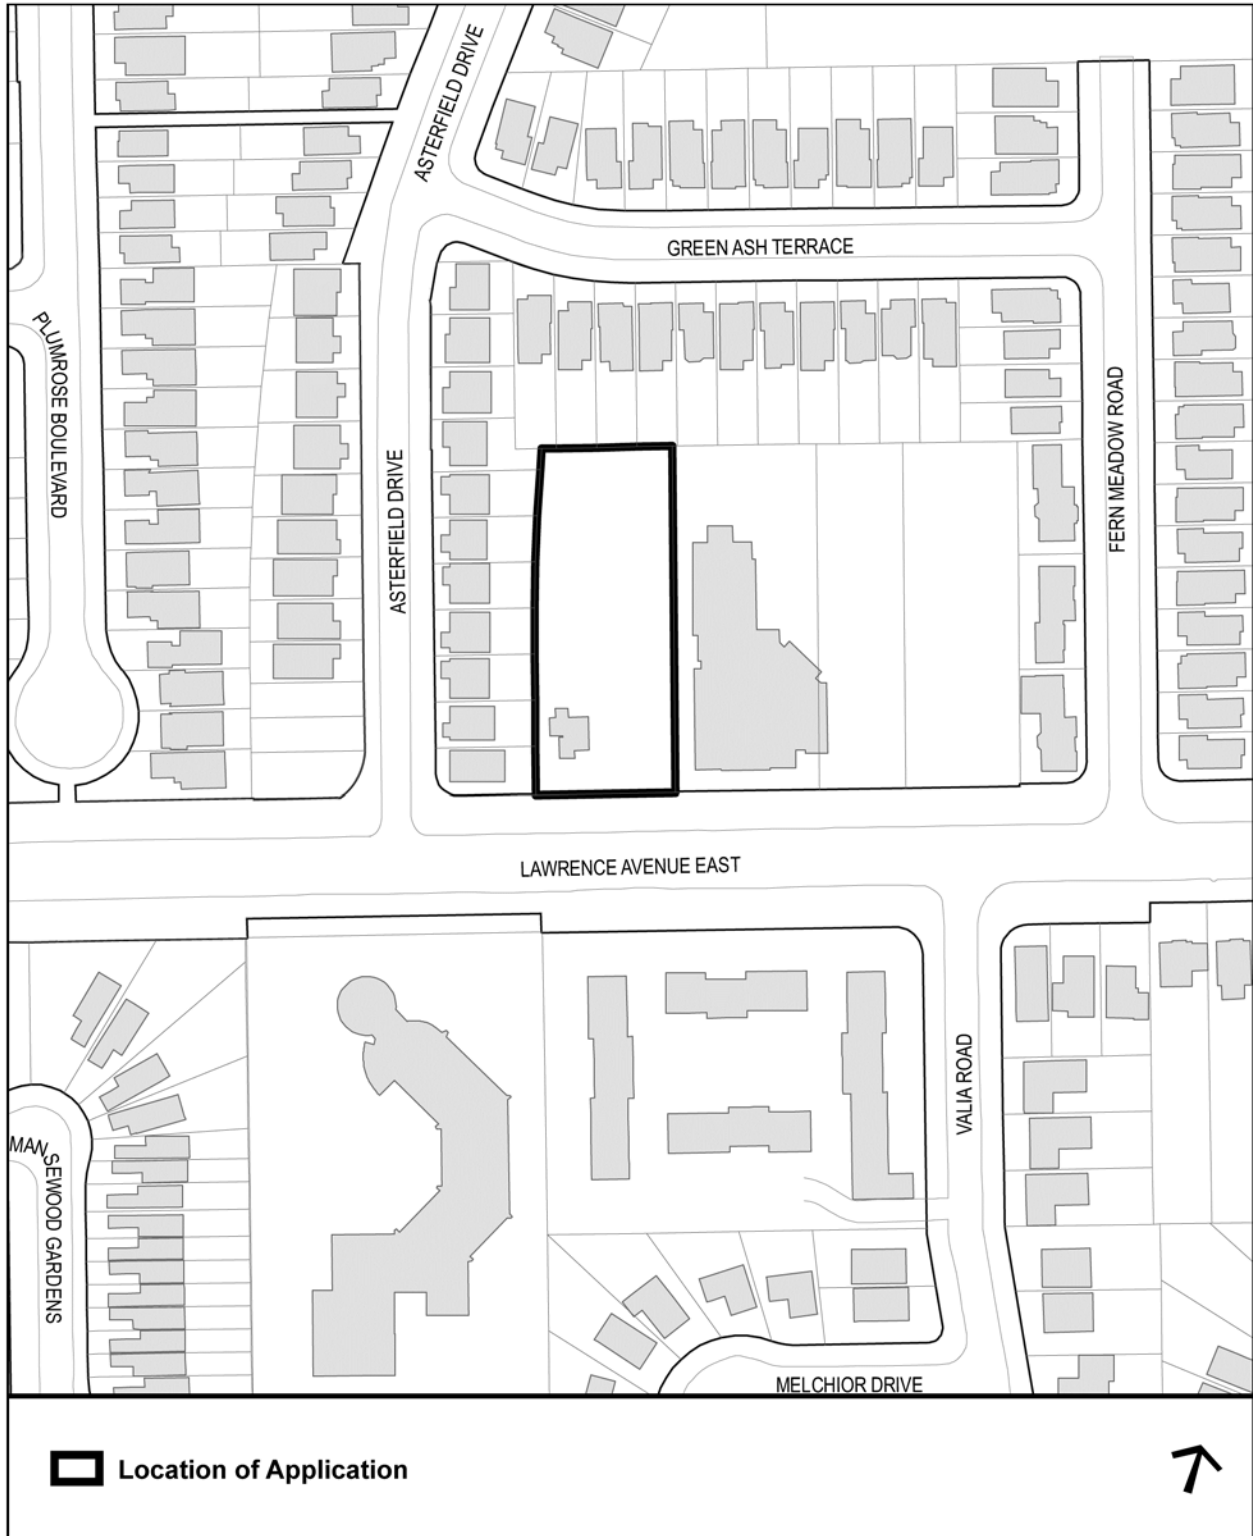 ASTERFIELD DRIVE
GREEN ASH TERRACE
PLUMROSE BOULEVARD
ASTERFIELD DRIVE
FERN MEADOW ROAD
LAWRENCE AVENUE EAST
VALIA ROAD
MANSEWOOD GARDENS
MELCHIOR DRIVE
Location of Application